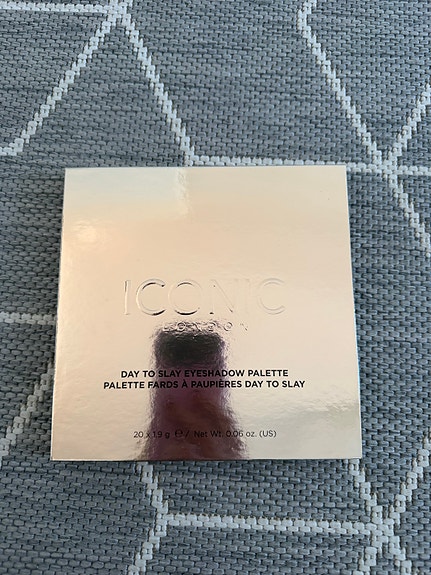 ICONIC
LONDON
DAY TO SLAY EYESHADOW PALETTE
PALETTE FARDS À PAUPIÈRES DAY TO SLAY
20 x 1.9 g ℮ / Net Wt. 0.06 oz. (US)